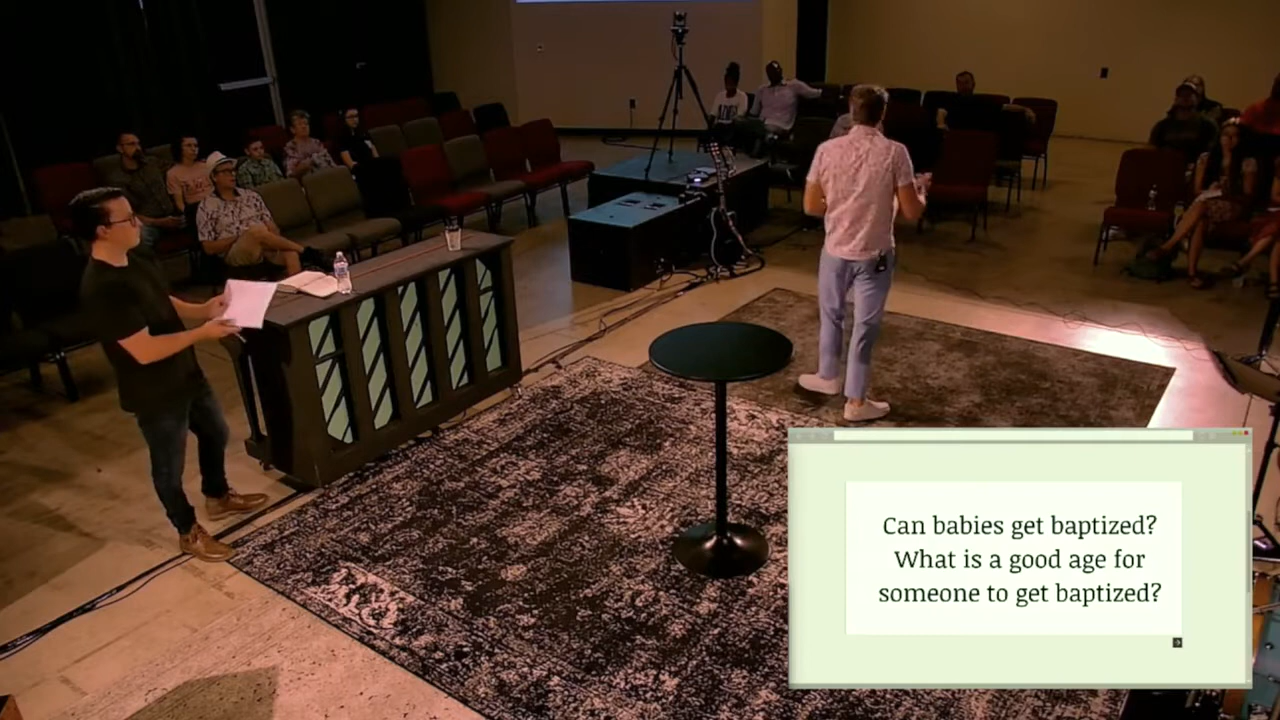 Can babies get baptized?
What is a good age for
someone to get baptized?